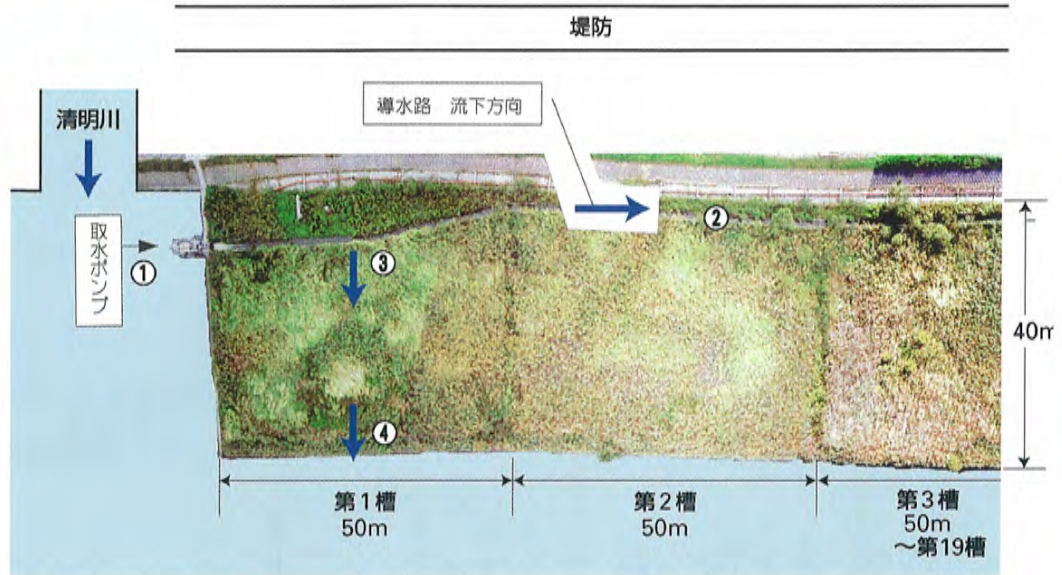 堤防
導水路 流下方向
清明川
取水ポンプ
①
②
③
④
40m
第1槽
50m
第2槽
50m
第3槽
50m
～第19槽